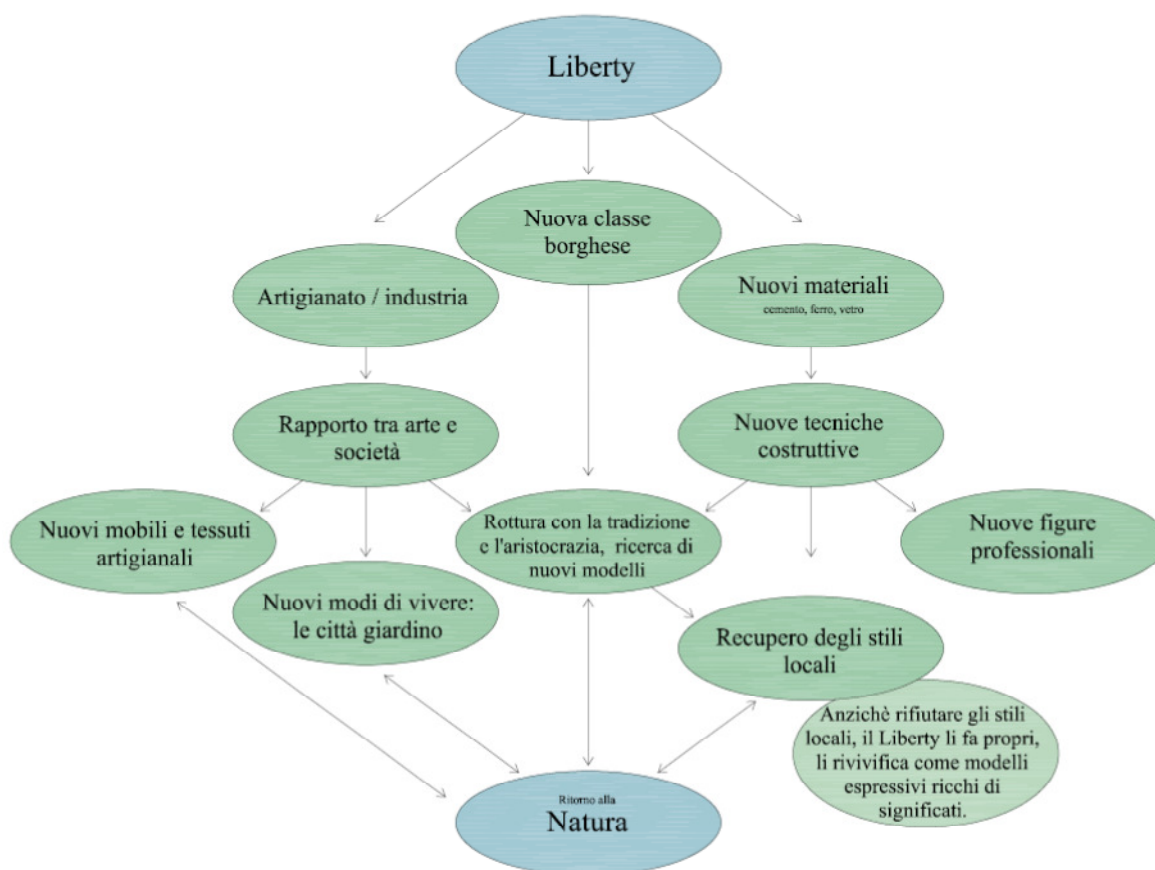 Liberty
Nuova classe
borghese
Artigianato / industria
Nuovi materiali
cemento, ferro, vetro
Rapporto tra arte e
società
Nuove tecniche
costruttive
Nuovi mobili e tessuti
artigianali
Rottura con la tradizione
e l'aristocrazia, ricerca di
nuovi modelli
Nuove figure
professionali
Nuovi modi di vivere:
le città giardino
Recupero degli stili
locali
Anzichè rifiutare gli stili
locali, il Liberty li fa propri,
li rivivifica come modelli
espressivi ricchi di
significati.
Ritorno alla
Natura